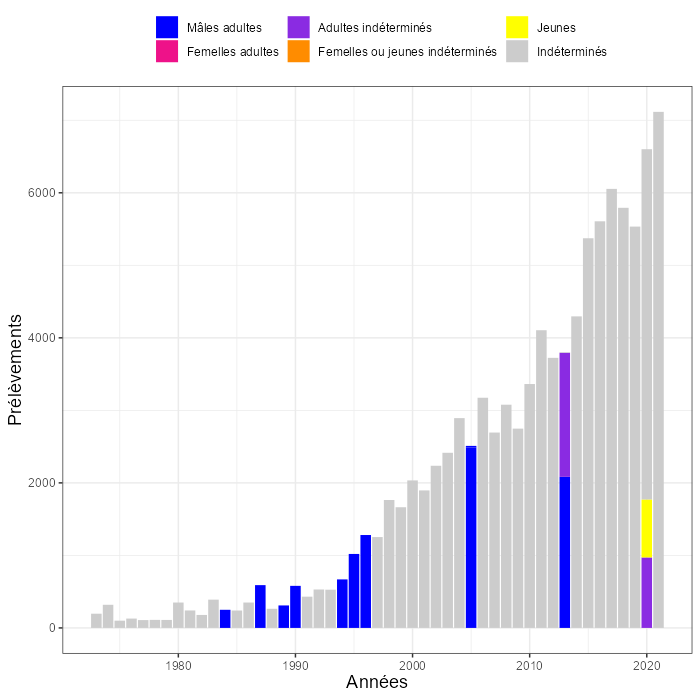 Mâles adultes
Adultes indéterminés
Jeunes
Femelles adultes
Femelles ou jeunes indéterminés
Indéterminés
6000
4000
2000
0
Prélèvements
1980
1990
2000
2010
2020
Années